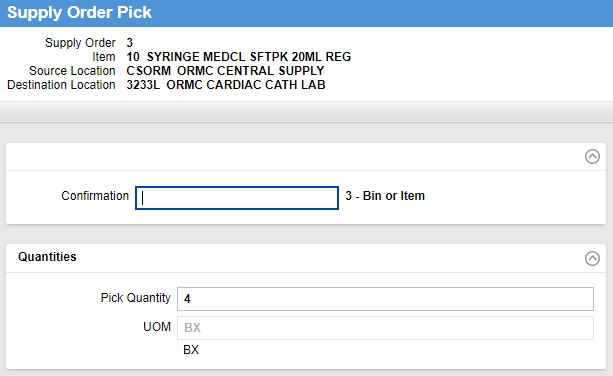 Supply Order Pick
Supply Order 3
Item 10 SYRINGE MEDCL SFTPK 20ML REG
Source Location CSORM ORMC CENTRAL SUPPLY
Destination Location 3233L ORMC CARDIAC CATH LAB
Confirmation 3 - Bin or Item
Quantities
Pick Quantity 4
UOM BX
BX